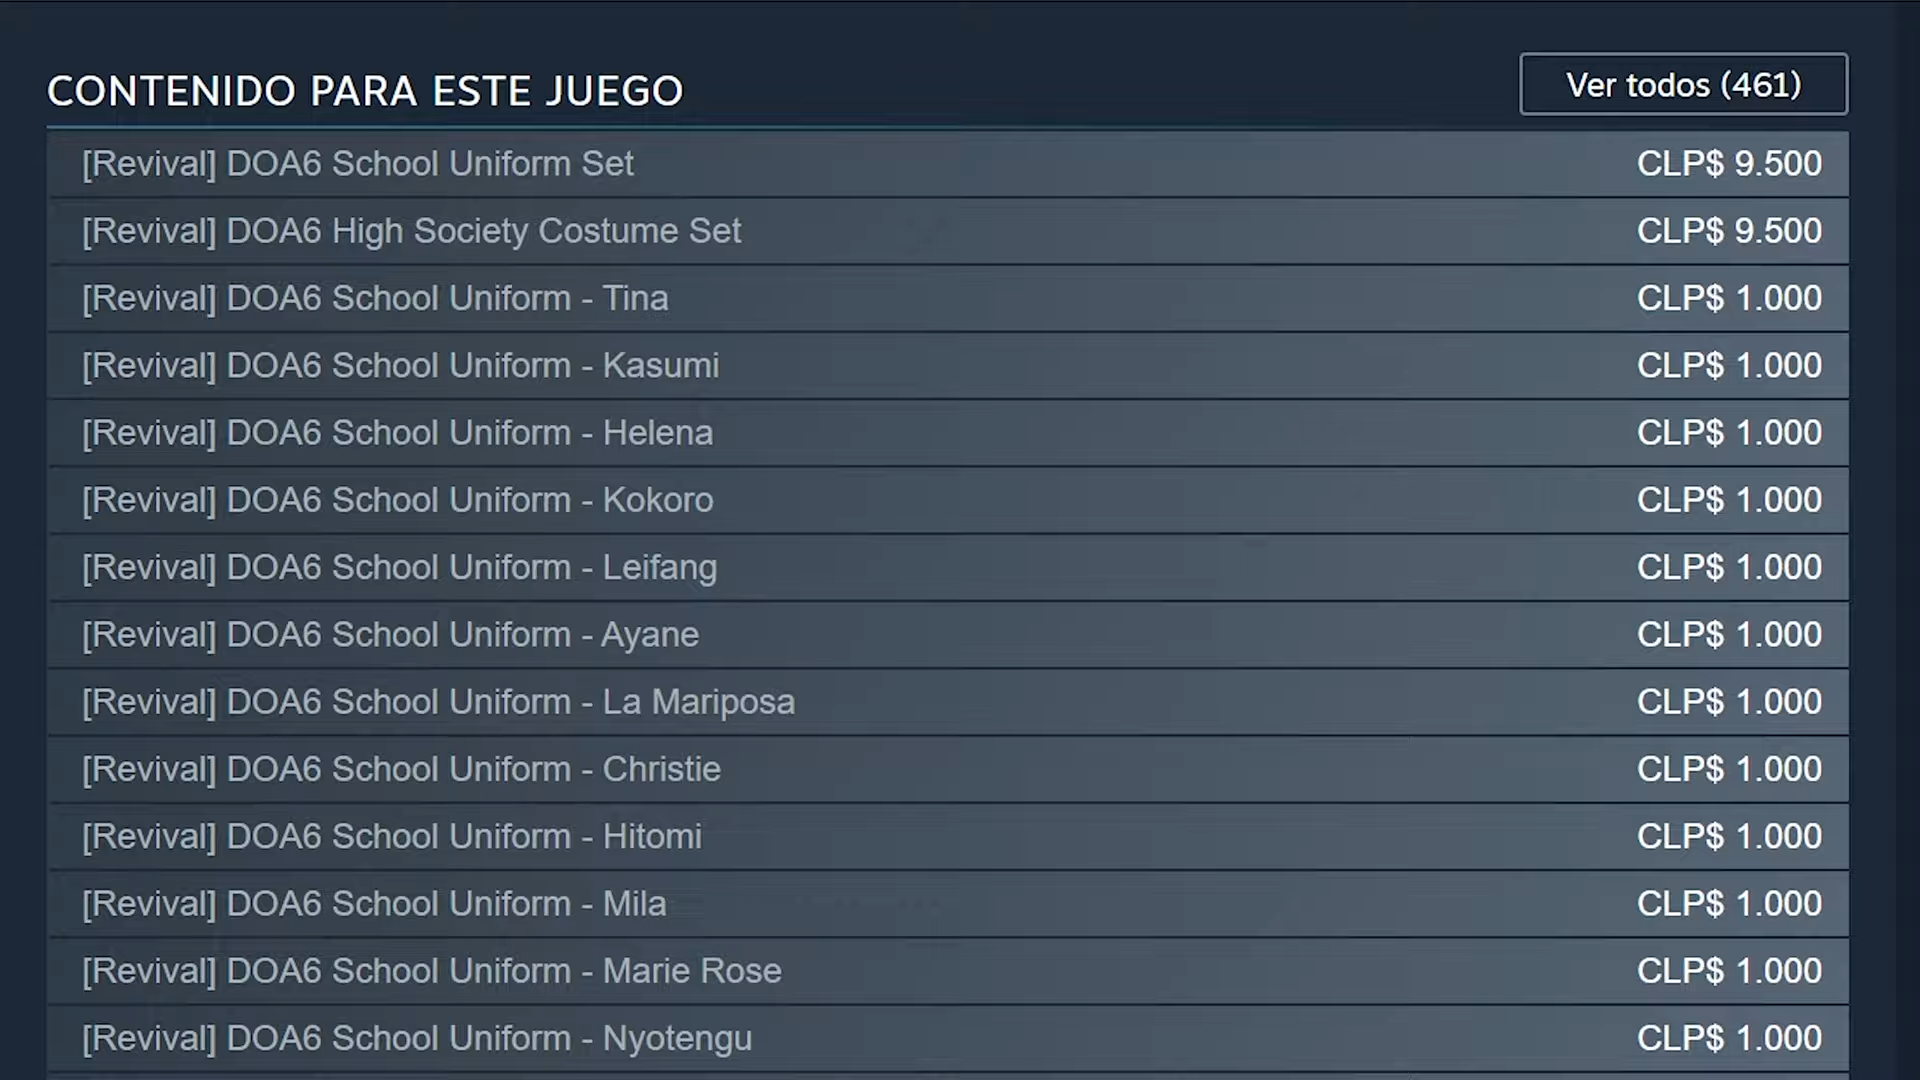 CONTENIDO PARA ESTE JUEGO
Ver todos (461)
[Revival] DOA6 School Uniform Set CLP$ 9.500
[Revival] DOA6 High Society Costume Set CLP$ 9.500
[Revival] DOA6 School Uniform - Tina CLP$ 1.000
[Revival] DOA6 School Uniform - Kasumi CLP$ 1.000
[Revival] DOA6 School Uniform - Helena CLP$ 1.000
[Revival] DOA6 School Uniform - Kokoro CLP$ 1.000
[Revival] DOA6 School Uniform - Leifang CLP$ 1.000
[Revival] DOA6 School Uniform - Ayane CLP$ 1.000
[Revival] DOA6 School Uniform - La Mariposa CLP$ 1.000
[Revival] DOA6 School Uniform - Christie CLP$ 1.000
[Revival] DOA6 School Uniform - Hitomi CLP$ 1.000
[Revival] DOA6 School Uniform - Mila CLP$ 1.000
[Revival] DOA6 School Uniform - Marie Rose CLP$ 1.000
[Revival] DOA6 School Uniform - Nyotengu CLP$ 1.000